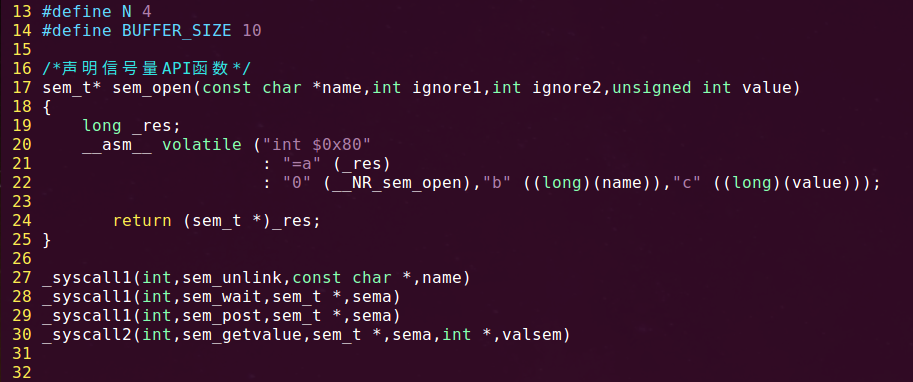 13 #define N 4
14 #define BUFFER_SIZE 10
15
16 /*声明信号量API函数*/
17 sem_t* sem_open(const char *name,int ignore1,int ignore2,unsigned int value)
18 {
19     long _res;
20     __asm__ volatile ("int $0x80"
21                       : "=a" (_res)
22                       : "0" (__NR_sem_open),"b" ((long)(name)),"c" ((long)(value)));
23
24        return (sem_t *)_res;
25 }
26
27 _syscall1(int,sem_unlink,const char *,name)
28 _syscall1(int,sem_wait,sem_t *,sema)
29 _syscall1(int,sem_post,sem_t *,sema)
30 _syscall2(int,sem_getvalue,sem_t *,sema,int *,valsem)
31
32